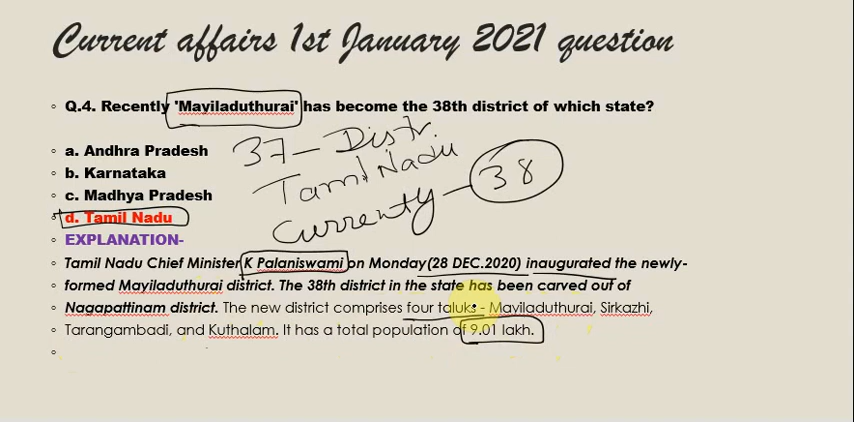 Current affairs 1st January 2021 question
Q.4. Recently 'Mayiladuthurai' has become the 38th district of which state?
a. Andhra Pradesh
b. Karnataka
c. Madhya Pradesh
d. Tamil Nadu
37 - Distr.
Tamil Nadu
Currenty - 38
EXPLANATION-
Tamil Nadu Chief Minister K Palaniswami on Monday(28 DEC.2020) inaugurated the newly-
formed Mayiladuthurai district. The 38th district in the state has been carved out of
Nagapattinam district. The new district comprises four taluks - Mayiladuthurai, Sirkazhi,
Tarangambadi, and Kuthalam. It has a total population of 9.01 lakh.